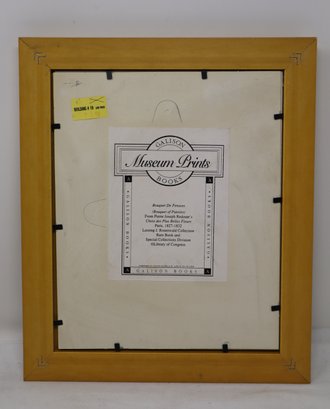 GALISON
Museum Prints
BOOKS
Bouquet De Pensees
(Bouquet of Pansies)
From Pierre-Joseph Redoute's
Choix des Plus Belles Fleurs
Paris, 1827-1832
Lessing J. Rosenwald Collection
Rare Book and
Special Collections Division
Library of Congress
GALISON BOOKS
GALISON BOOKS
GALISON BOOKS